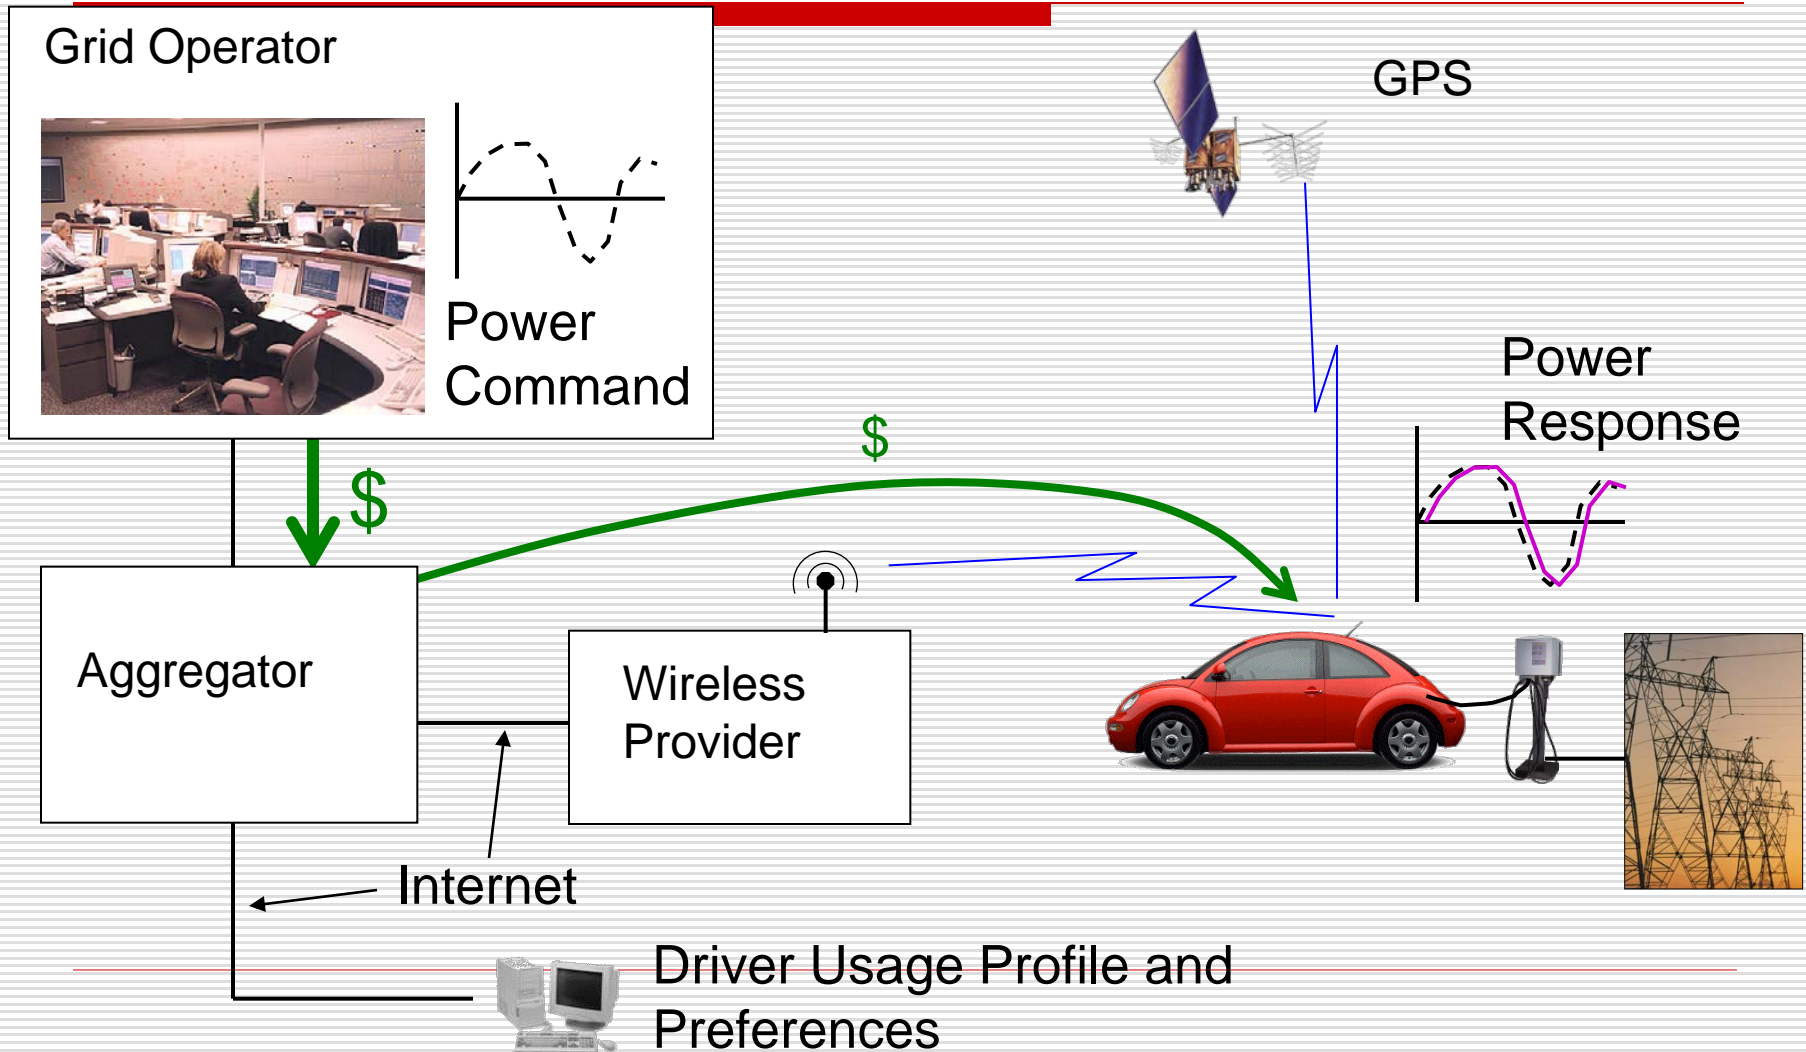 Grid Operator
GPS
Power
Command
Power
Response
$
$
Aggregator
Wireless
Provider
Internet
Driver Usage Profile and
Preferences